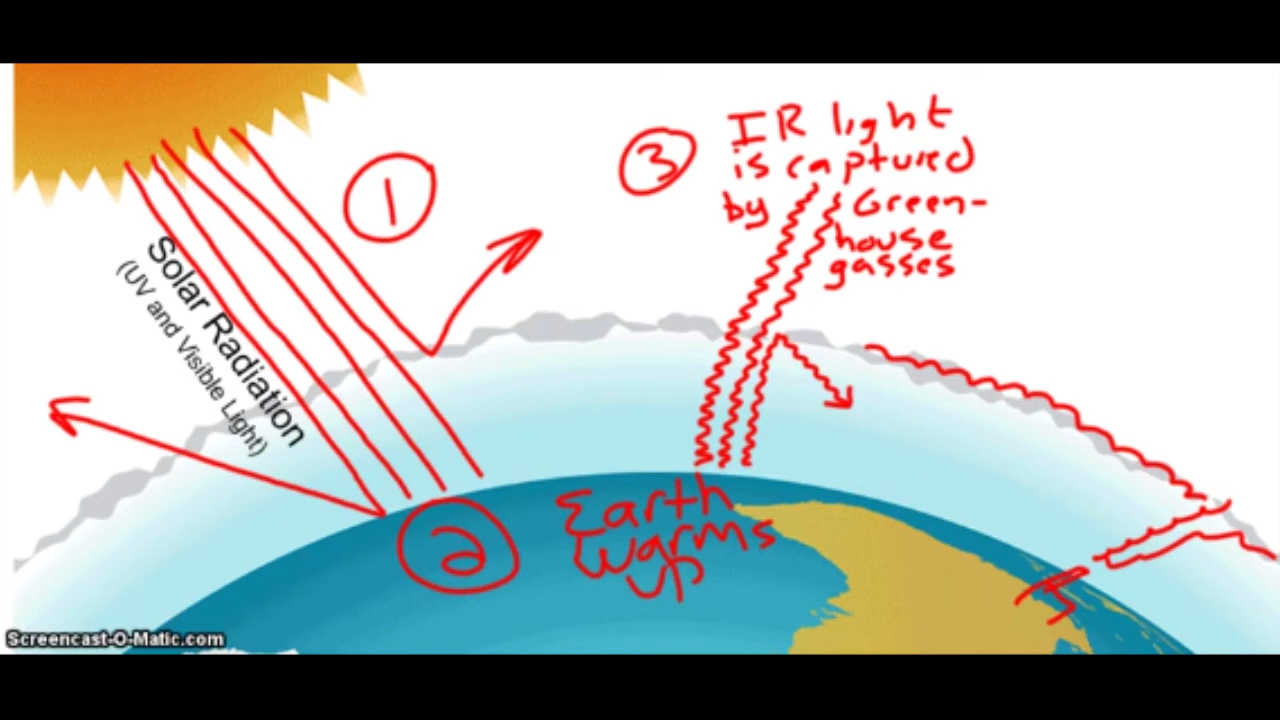 1
3
IR light
is captured
by Green-
house
gasses
Solar Radiation
(UV and Visible Light)
2
Earth
warms
up
Screencast-O-Matic.com